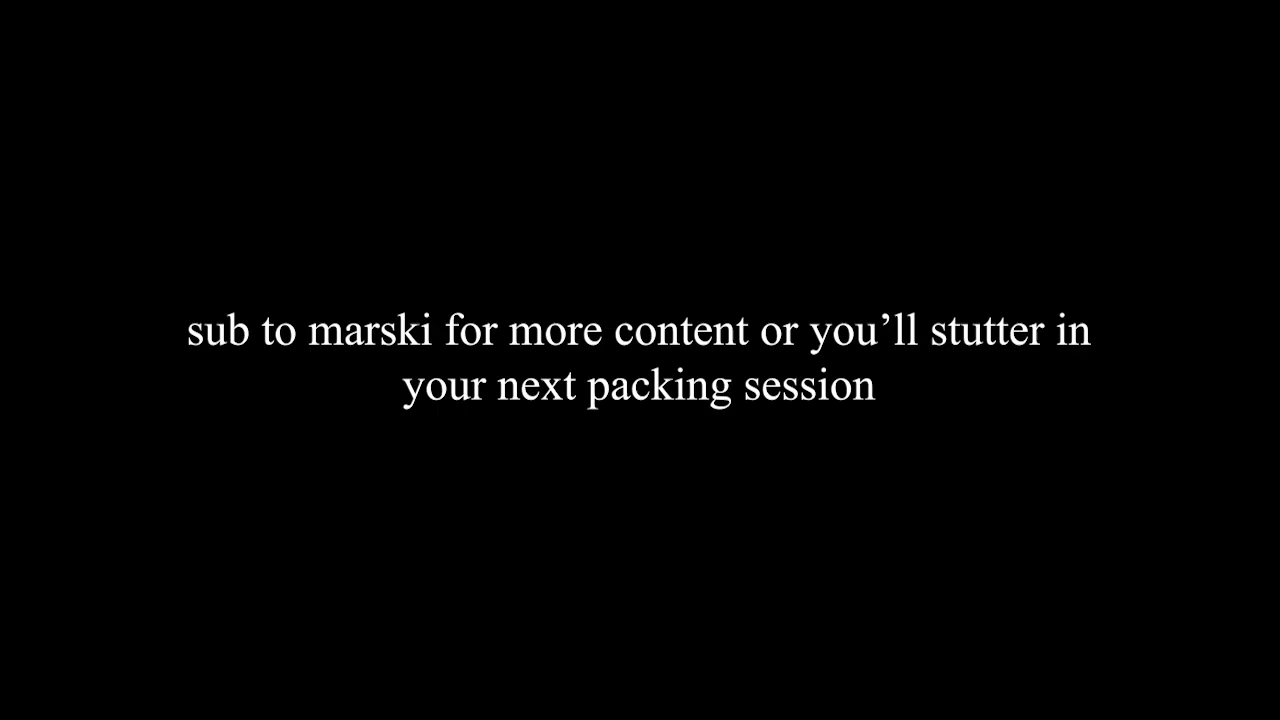 sub to marski for more content or you’ll stutter in
your next packing session